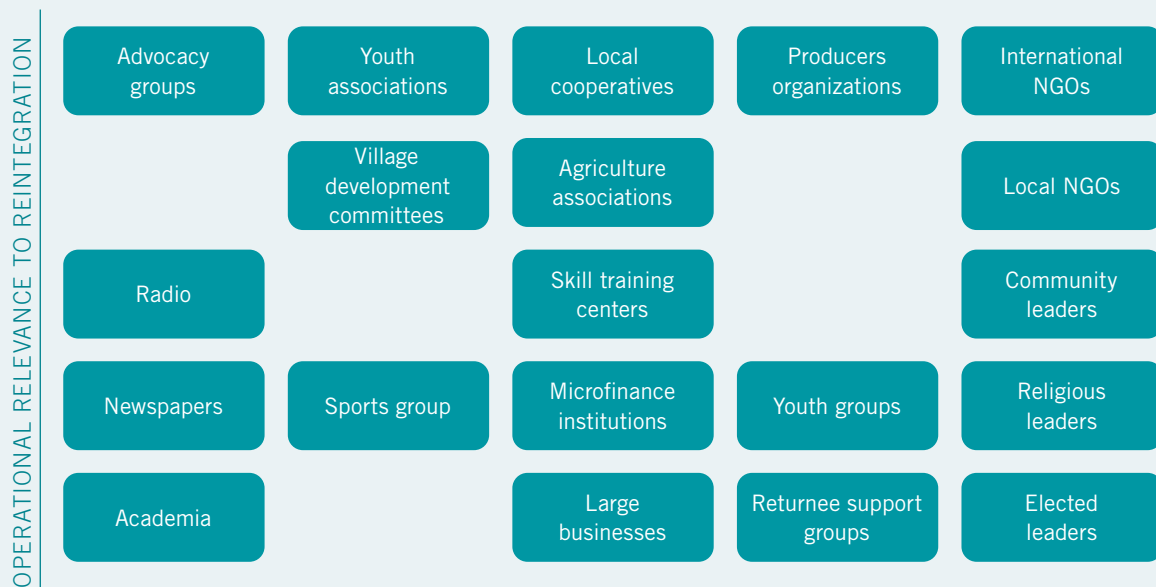 OPERATIONAL RELEVANCE TO REINTEGRATION
Advocacy
groups
Youth
associations
Local
cooperatives
Producers
organizations
International
NGOs
Village
development
committees
Agriculture
associations
Local NGOs
Radio
Skill training
centers
Community
leaders
Newspapers
Sports group
Microfinance
institutions
Youth groups
Religious
leaders
Academia
Large
businesses
Returnee support
groups
Elected
leaders